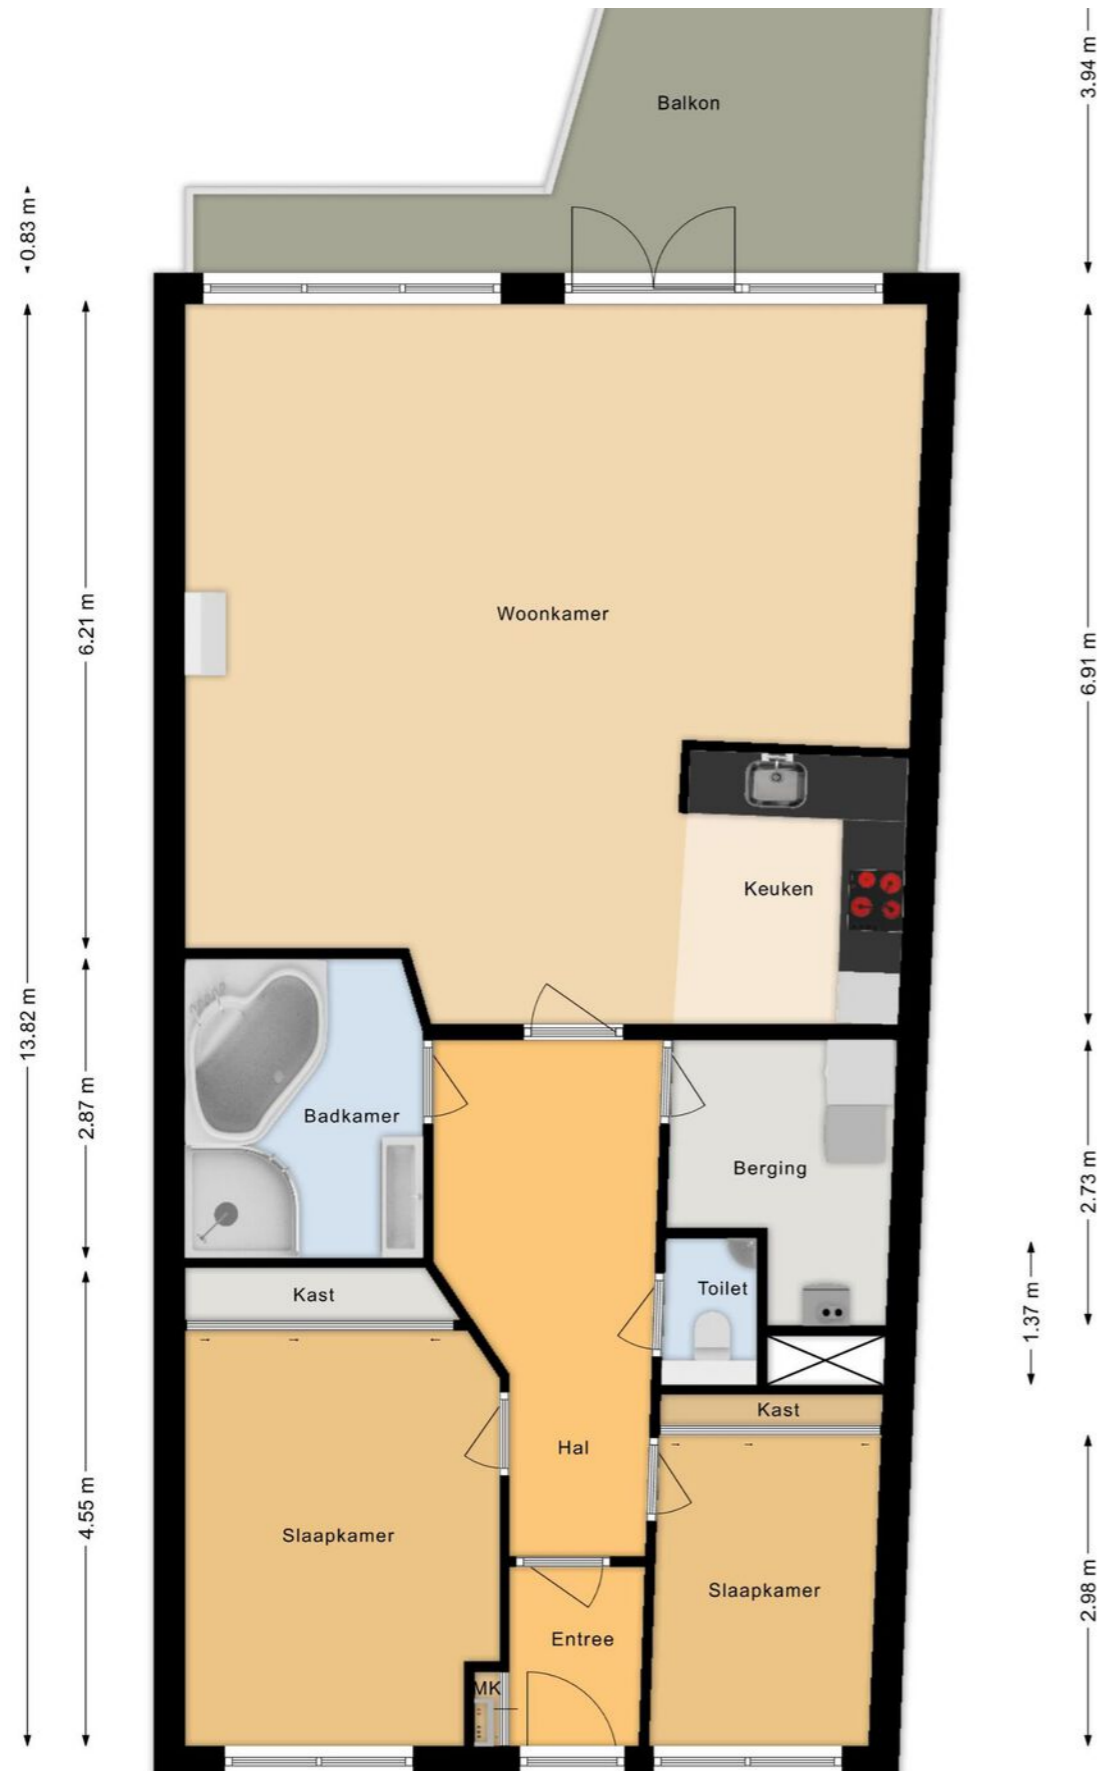 Balkon
3.94 m
0.83 m
6.21 m
Woonkamer
6.91 m
Keuken
13.82 m
2.87 m
Badkamer
Berging
2.73 m
Kast
Toilet
1.37 m
Kast
Hal
4.55 m
Slaapkamer
Slaapkamer
2.98 m
Entree
MK